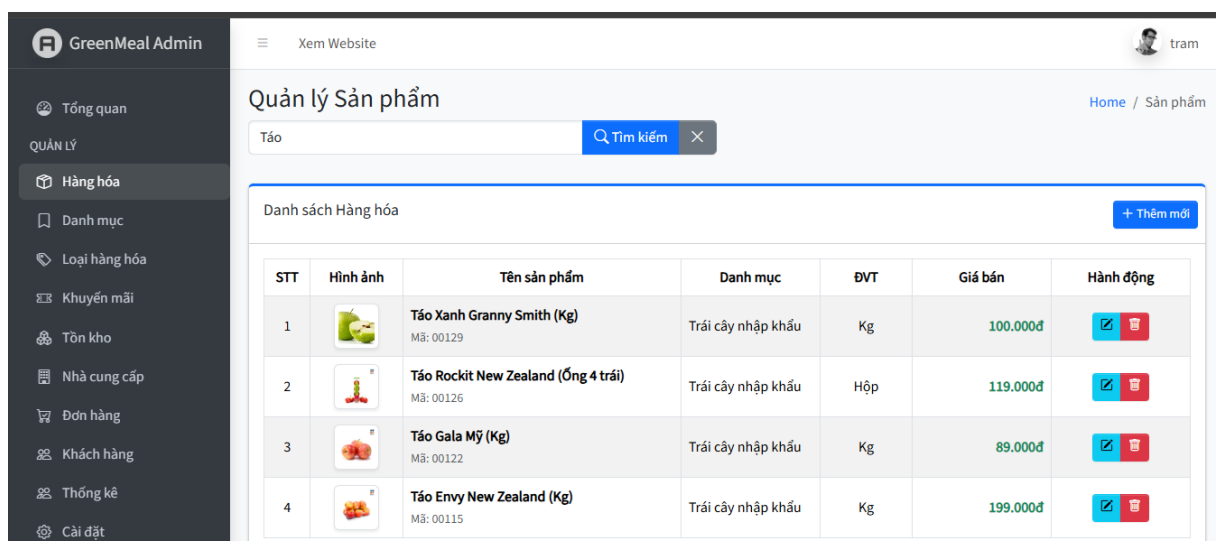 GreenMeal Admin
Xem Website
tram
Tổng quan
QUẢN LÝ
Hàng hóa
Danh mục
Loại hàng hóa
Khuyến mãi
Tồn kho
Nhà cung cấp
Đơn hàng
Khách hàng
Thống kê
Cài đặt
Quản lý Sản phẩm
Home / Sản phẩm
Táo
Tìm kiếm
Danh sách Hàng hóa
+ Thêm mới
STT Hình ảnh Tên sản phẩm Danh mục ĐVT Giá bán Hành động
1 Táo Xanh Granny Smith (Kg) Trái cây nhập khẩu Kg 100.000đ
Mã: 00129
2 Táo Rockit New Zealand (Ống 4 trái) Trái cây nhập khẩu Hộp 119.000đ
Mã: 00126
3 Táo Gala Mỹ (Kg) Trái cây nhập khẩu Kg 89.000đ
Mã: 00122
4 Táo Envy New Zealand (Kg) Trái cây nhập khẩu Kg 199.000đ
Mã: 00115